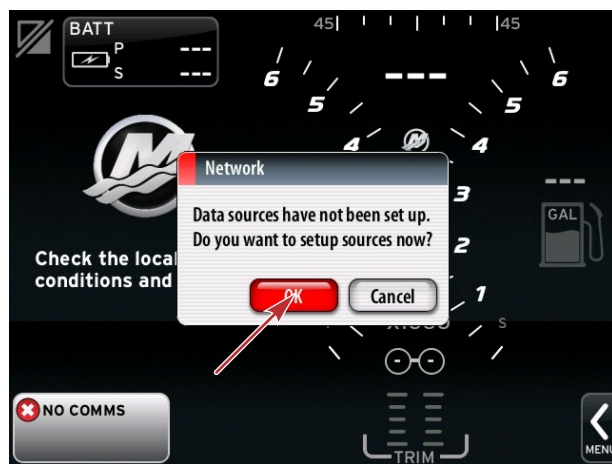 BATT
P ---
S ---
45 45
---
6 6
5 5
4 4
Network
Data sources have not been set up.
Do you want to setup sources now?
OK Cancel
3
2
1
---
GAL
Check the local
conditions and
S
NO COMMS
TRIM
MENU